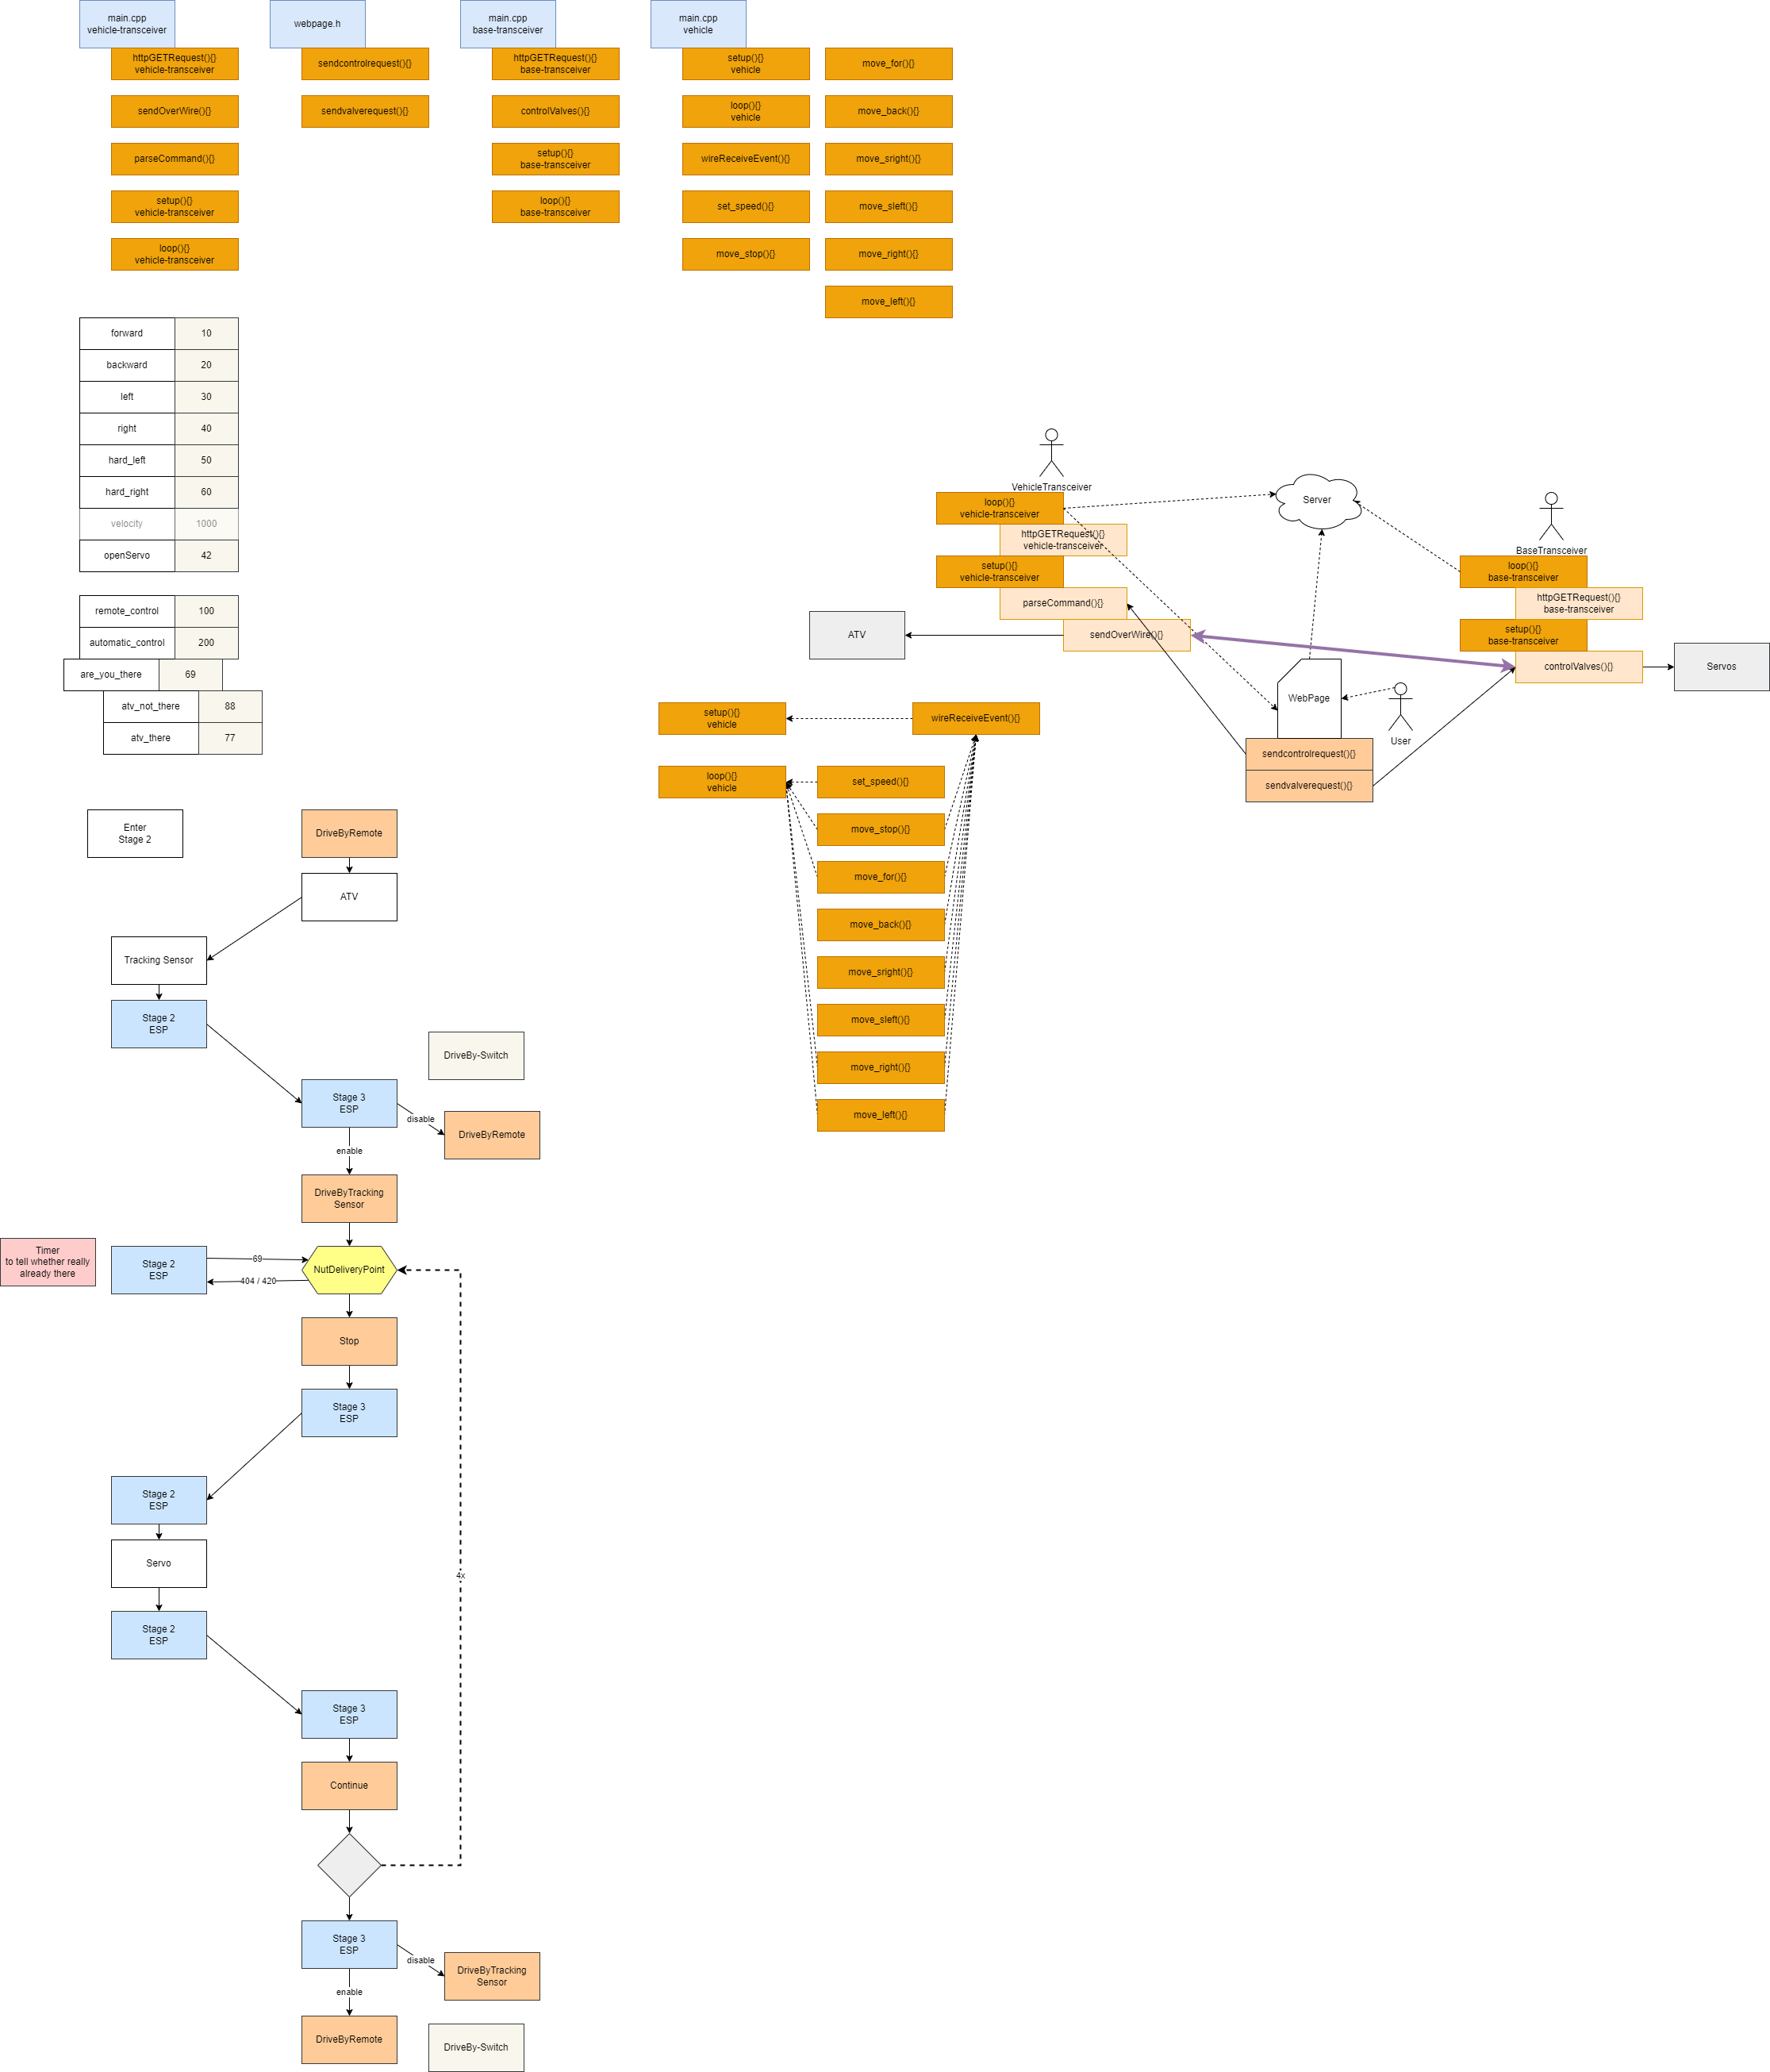 main.cpp
vehicle-transceiver
httpGETRequest(){}
vehicle-transceiver
sendOverWire(){}
parseCommand(){}
setup(){}
vehicle-transceiver
loop(){}
vehicle-transceiver
webpage.h
sendcontrolrequest(){}
sendvalverequest(){}
main.cpp
base-transceiver
httpGETRequest(){}
base-transceiver
controlValves(){}
setup(){}
base-transceiver
loop(){}
base-transceiver
main.cpp
vehicle
setup(){}
vehicle
loop(){}
vehicle
wireReceiveEvent(){}
set_speed(){}
move_stop(){}
move_for(){}
move_back(){}
move_sright(){}
move_sleft(){}
move_right(){}
move_left(){}
forward 10
backward 20
left 30
right 40
hard_left 50
hard_right 60
velocity 1000
openServo 42
remote_control 100
automatic_control 200
are_you_there 69
atv_not_there 88
atv_there 77
VehicleTransceiver
loop(){}
vehicle-transceiver
httpGETRequest(){}
vehicle-transceiver
setup(){}
vehicle-transceiver
parseCommand(){}
sendOverWire(){}
ATV
Server
BaseTransceiver
loop(){}
base-transceiver
httpGETRequest(){}
base-transceiver
setup(){}
base-transceiver
controlValves(){}
Servos
WebPage
User
sendcontrolrequest(){}
sendvalverequest(){}
setup(){}
vehicle
wireReceiveEvent(){}
loop(){}
vehicle
set_speed(){}
move_stop(){}
move_for(){}
move_back(){}
move_sright(){}
move_sleft(){}
move_right(){}
move_left(){}
Enter
Stage 2
DriveByRemote
ATV
Tracking Sensor
Stage 2
ESP
DriveBy-Switch
Stage 3
ESP
disable
DriveByRemote
enable
DriveByTracking
Sensor
Timer
to tell whether really
already there
Stage 2
ESP
69
404 / 420
NutDeliveryPoint
Stop
Stage 3
ESP
Stage 2
ESP
Servo
4x
Stage 2
ESP
Stage 3
ESP
Continue
Stage 3
ESP
disable
DriveByTracking
Sensor
enable
DriveByRemote
DriveBy-Switch